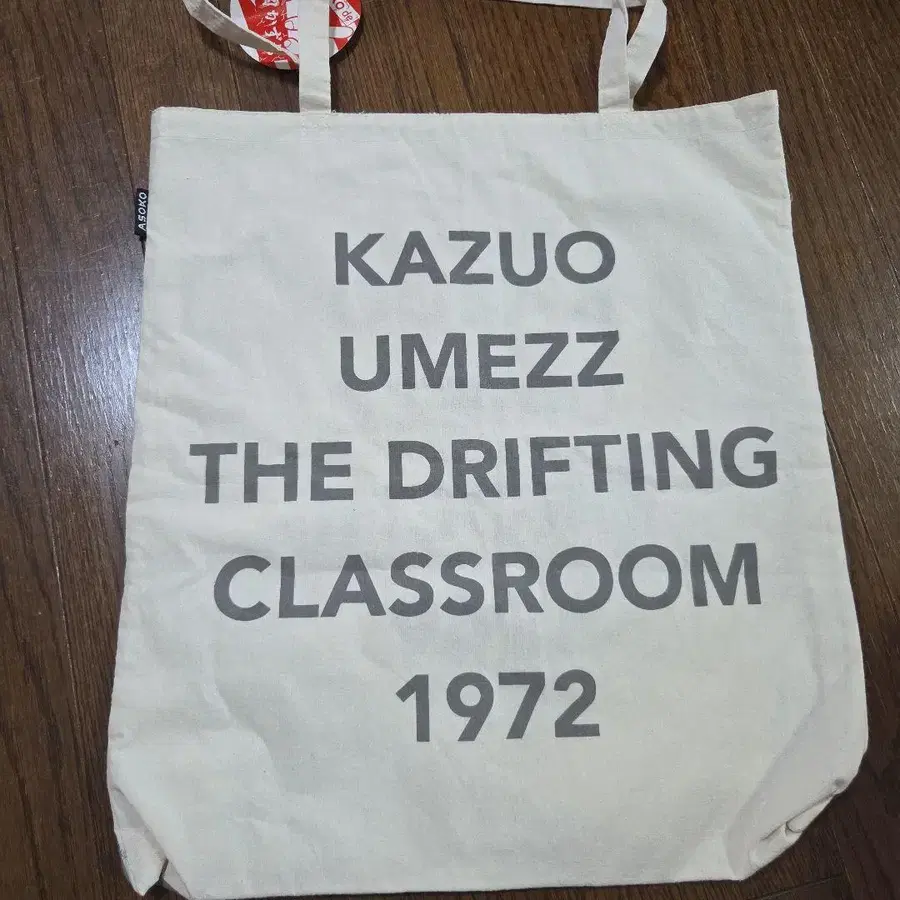 ASOKO
KAZUO
UMEZZ
THE DRIFTING
CLASSROOM
1972